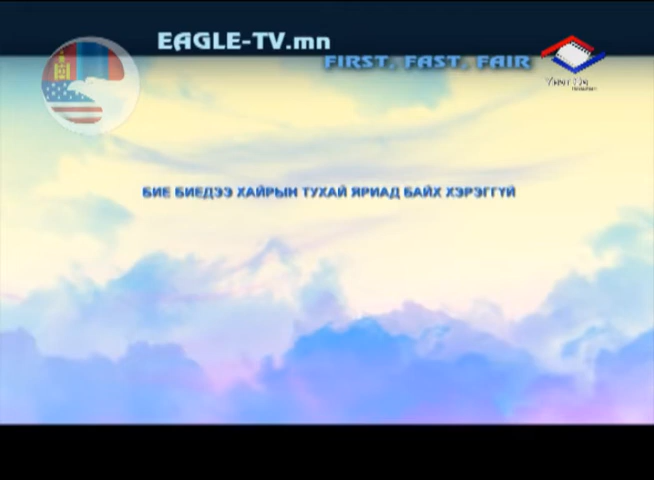 EAGLE-TV.mn
FIRST, FAST, FAIR
БИЕ БИЕДЭЭ ХАЙРЫН ТУХАЙ ЯРИАД БАЙХ ХЭРЭГГҮЙ